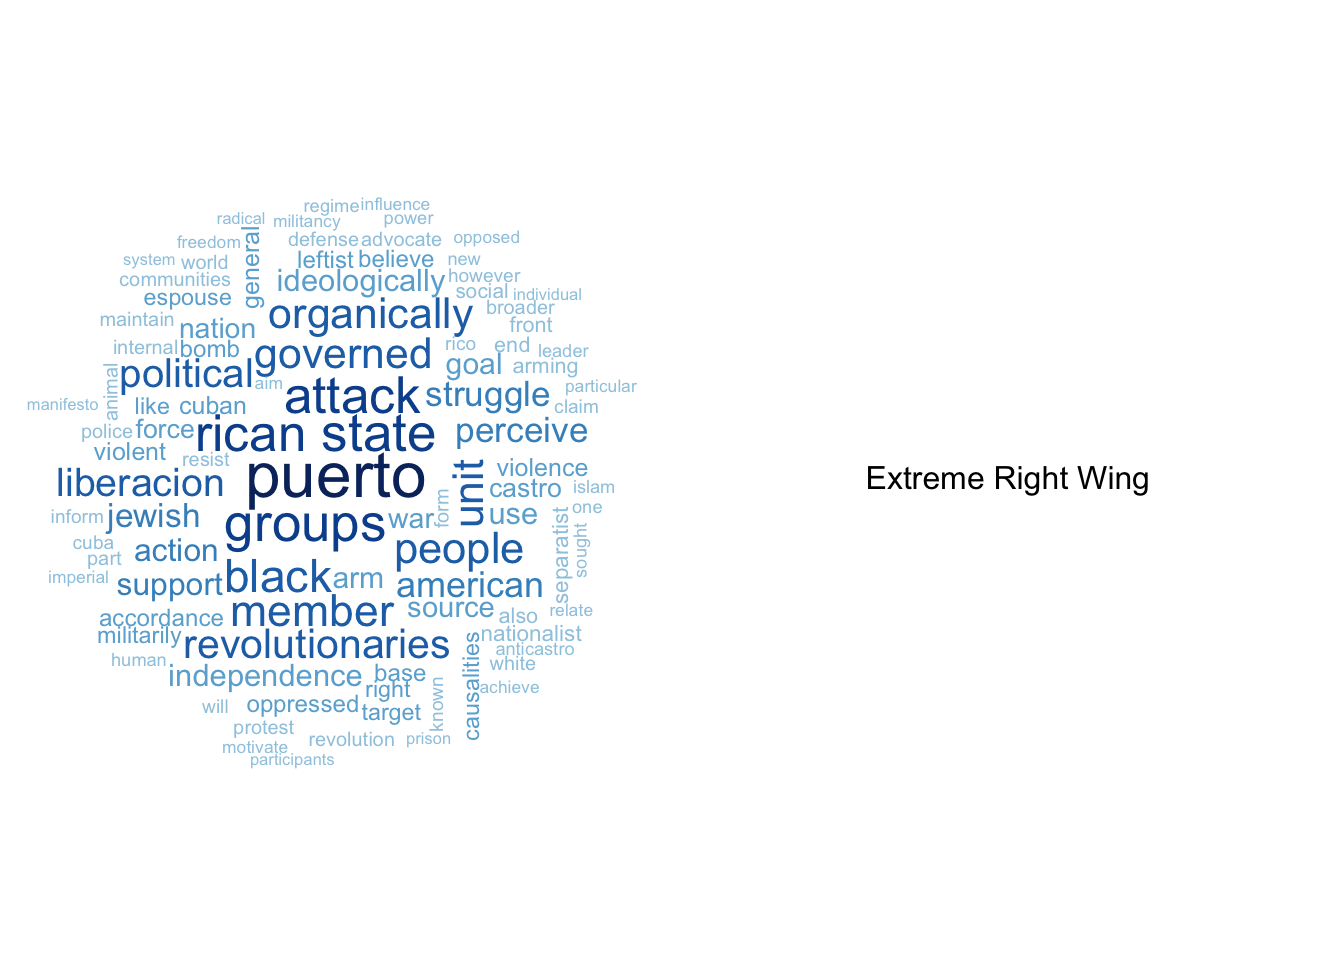 regime influence
radical militancy power
freedom general defense advocate opposed
system world leftist believe new
communities ideologically however
espouse social individual
maintain nation organically broader front
internal bomb governed rico end leader
animal political aim goal arming
manifesto like cuban attack struggle particular claim
police force rican state perceive
violent resist puerto unit violence
liberacion castro islam
inform jewish groups war form use one
cuba part action people separatist sought
imperial support black arm american
accordance member source also relate
militarily revolutionaries nationalist
human independence base causalities anticastro white
right known achieve
will oppressed target
protest revolution prison
motivate participants
Extreme Right Wing